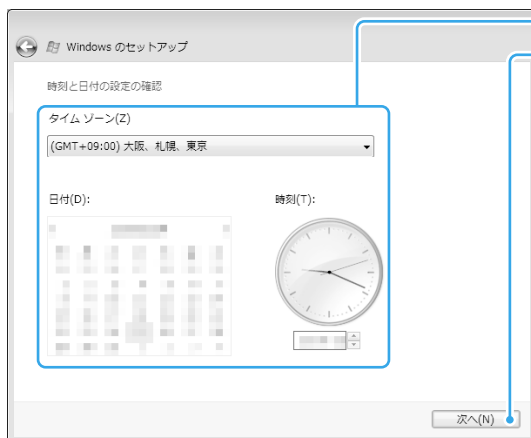 Windows のセットアップ
時刻と日付の設定の確認
タイム ゾーン(Z)
(GMT+09:00) 大阪、札幌、東京
日付(D):
時刻(T):
次へ(N)